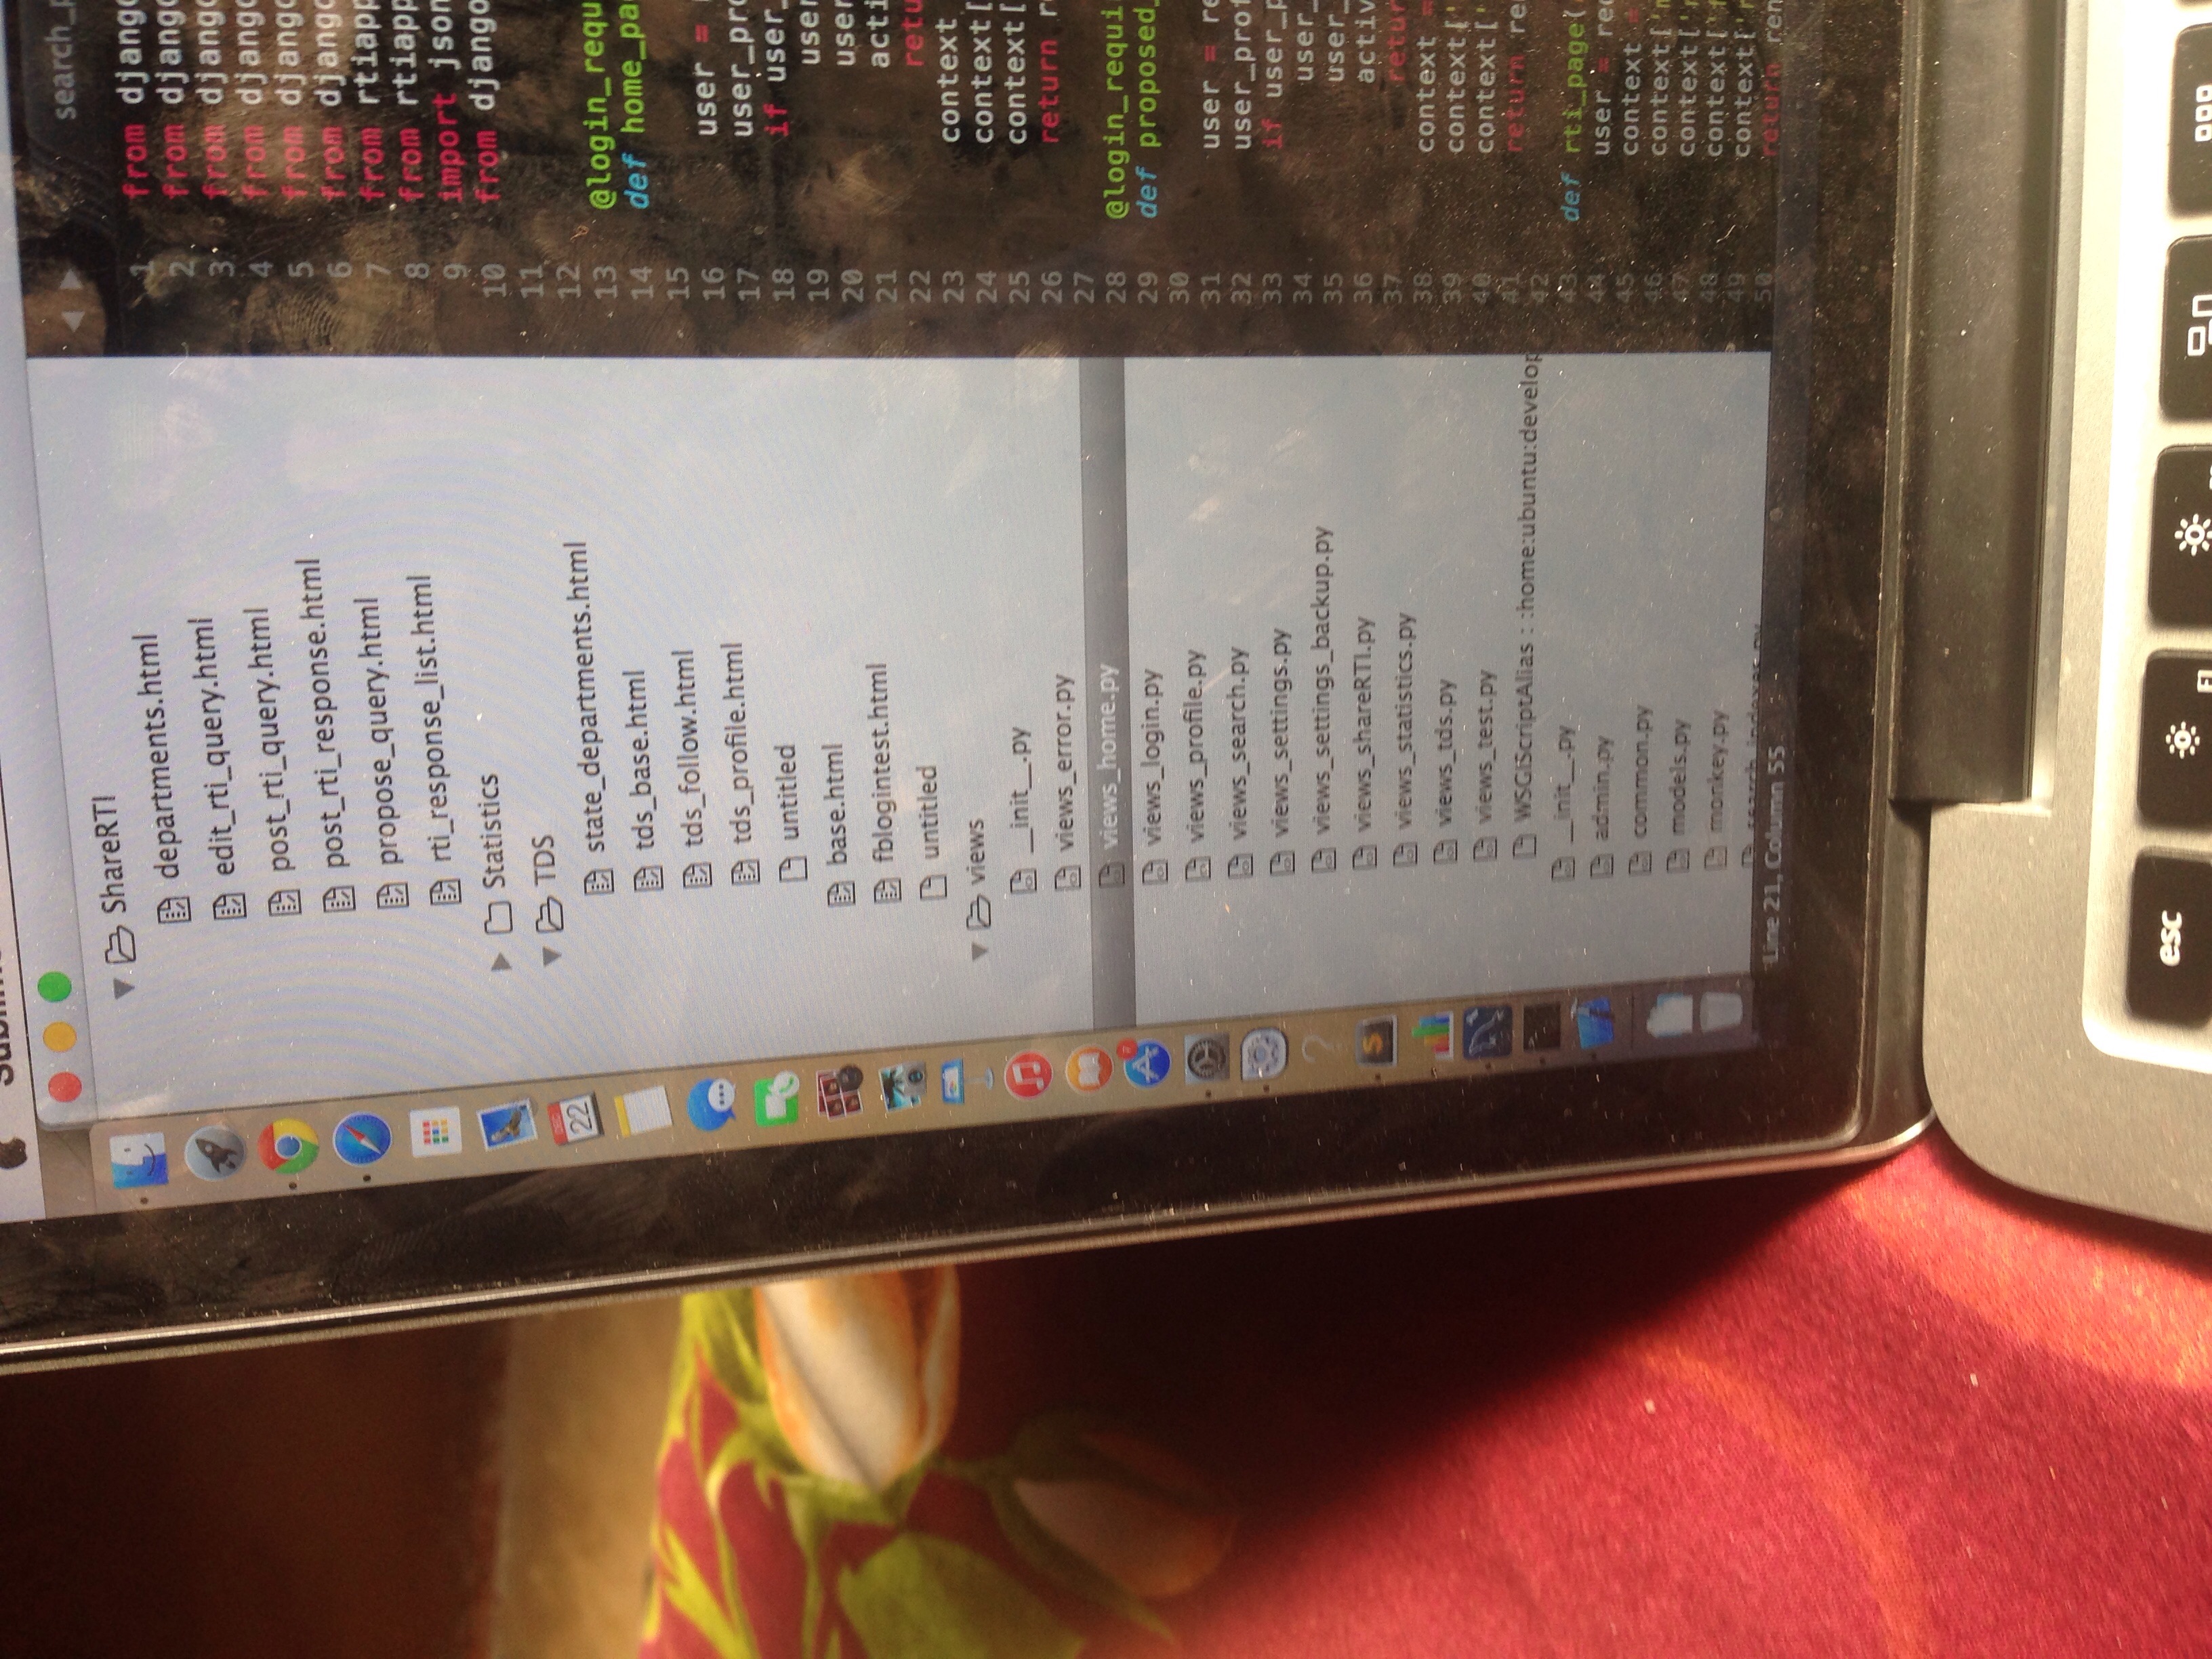 ShareRTI
departments.html
edit_rti_query.html
post_rti_query.html
post_rti_response.html
propose_query.html
rti_response_list.html
Statistics
TDS
state_departments.html
tds_base.html
tds_follow.html
tds_profile.html
untitled
base.html
fblogintest.html
untitled
views
__init__.py
views_error.py
views_home.py
views_login.py
views_profile.py
views_search.py
views_settings.py
views_settings_backup.py
views_shareRTI.py
views_statistics.py
views_tds.py
views_test.py
WSGIScriptAlias : :home:ubuntu:develop
__init__.py
admin.py
common.py
models.py
monkey.py
search_indexes.py
Line 21, Column 55
DEC
22
search_
1 from django
2 from django
3 from django
4 from django
5 from django
6 from django
7 from rtiapp
8 from rtiapp
9 import json
10 from django
11
12
13 @login_requ
14 def home_pa
15
16 user =
17 user_pro
18 if user_
19 user
20 user
21 acti
22 retu
23 context
24 context[
25 context[
26 return r
27
28 @login_requi
29 def proposed_
30
31 user = re
32 user_prof
33 if user_p
34 user_
35 user_
36 activ
37 retur
38 context =
39 context['
40 context['
41 return re
42
43 def rti_page(
44 user = req
45 context =
46 context['
47 context['
48 context['
49 context['
50 return ren
esc
F1